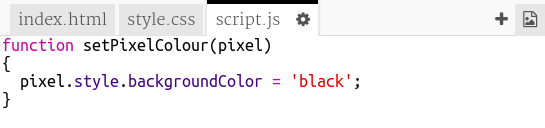 index.html style.css script.js
function setPixelColour(pixel)
{
  pixel.style.backgroundColor = 'black';
}